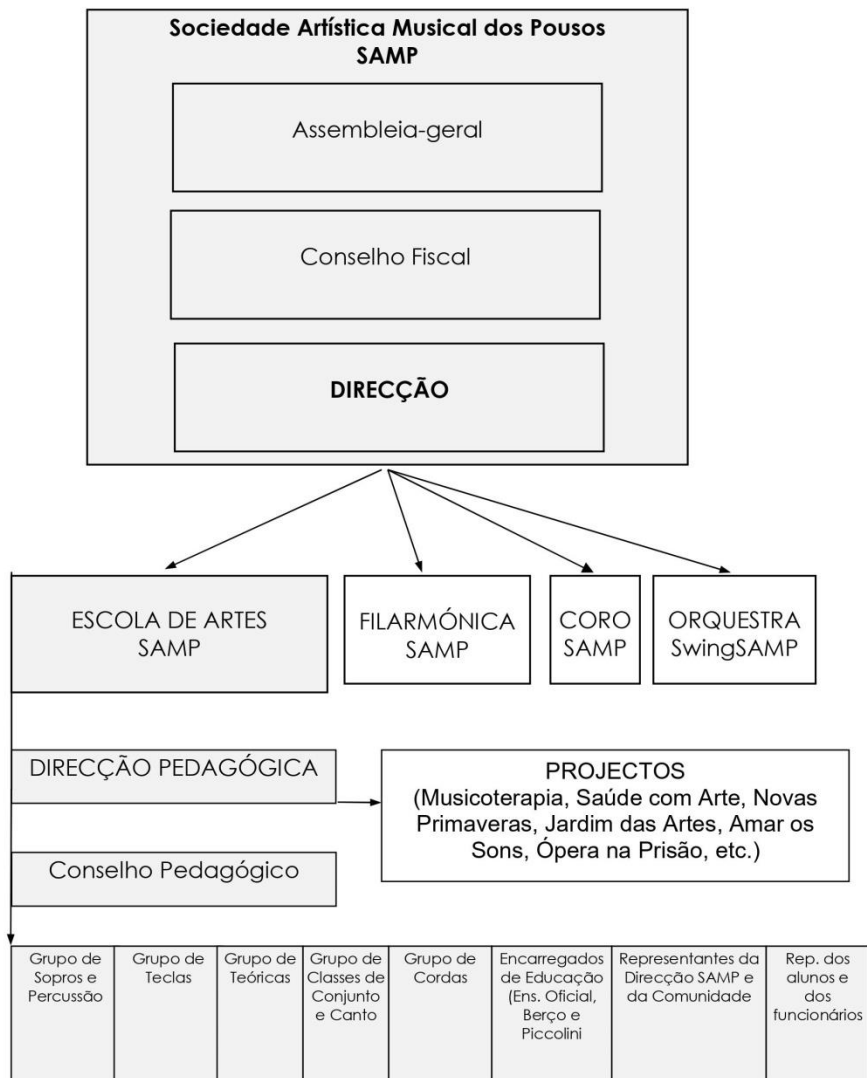 Sociedade Artística Musical dos Pousos
SAMP
Assembleia-geral
Conselho Fiscal
DIRECÇÃO
ESCOLA DE ARTES
SAMP
FILARMÓNICA
SAMP
CORO
SAMP
ORQUESTRA
SwingSAMP
DIRECÇÃO PEDAGÓGICA
PROJECTOS
(Musicoterapia, Saúde com Arte, Novas
Primaveras, Jardim das Artes, Amar os
Sons, Ópera na Prisão, etc.)
Conselho Pedagógico
Grupo de
Sopros e
Percussão
Grupo de
Teclas
Grupo de
Teóricas
Grupo de
Classes de
Conjunto
e Canto
Grupo de
Cordas
Encarregados
de Educação
(Ens. Oficial,
Berço e
Piccolini
Representantes da
Direcção SAMP e
da Comunidade
Rep. dos
alunos e
dos
funcionários